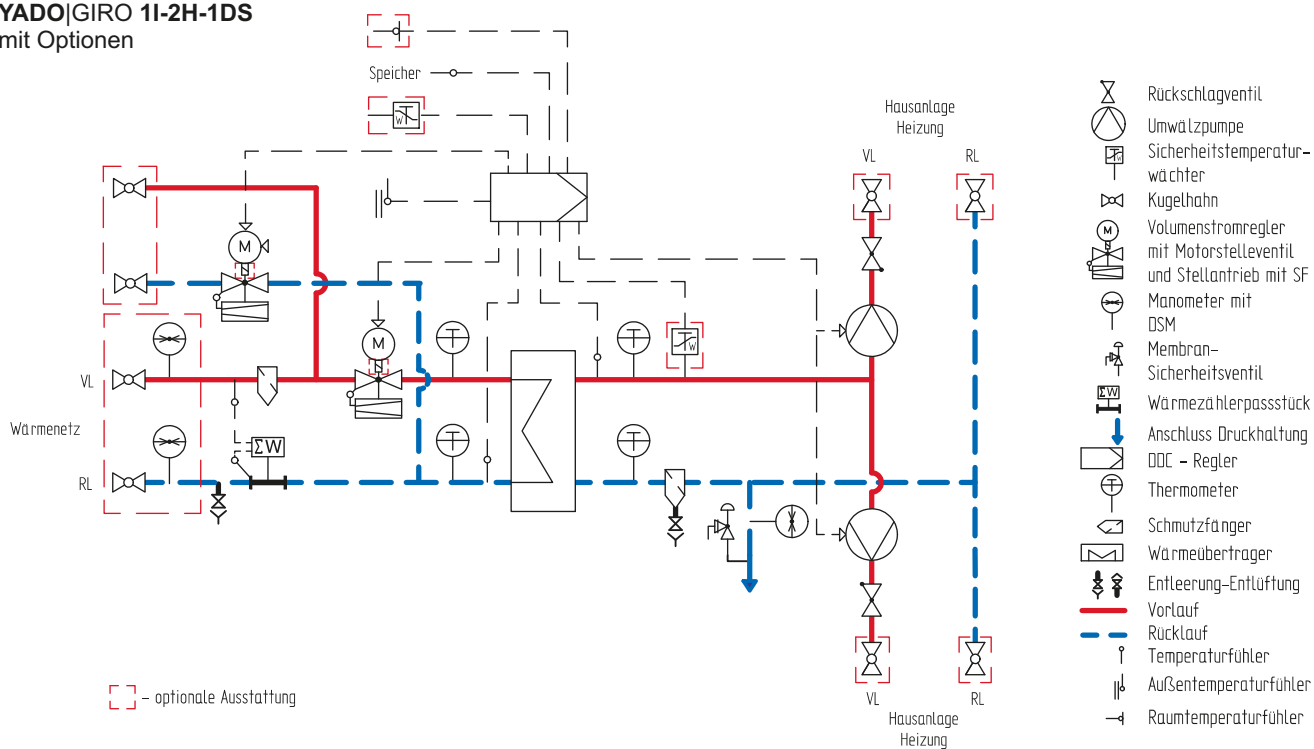 YADO|GIRO 1I-2H-1DS
mit Optionen
Speicher
W
M
M
W
VL
Wärmenetz
RL
ΣW
Hausanlage
Heizung
VL RL
VL RL
Hausanlage
Heizung
- optionale Ausstattung
Rückschlagventil
Umwälzpumpe
Sicherheitstemperatur-
wächter
Kugelhahn
Volumenstromregler
mit Motorstelleventil
und Stellantrieb mit SF
Manometer mit
DSM
Membran-
Sicherheitsventil
Wärmezählerpassstück
Anschluss Druckhaltung
DDC - Regler
Thermometer
Schmutzfänger
Wärmeübertrager
Entleerung-Entlüftung
Vorlauf
Rücklauf
Temperaturfühler
Außentemperaturfühler
Raumtemperaturfühler
W
M
ΣW